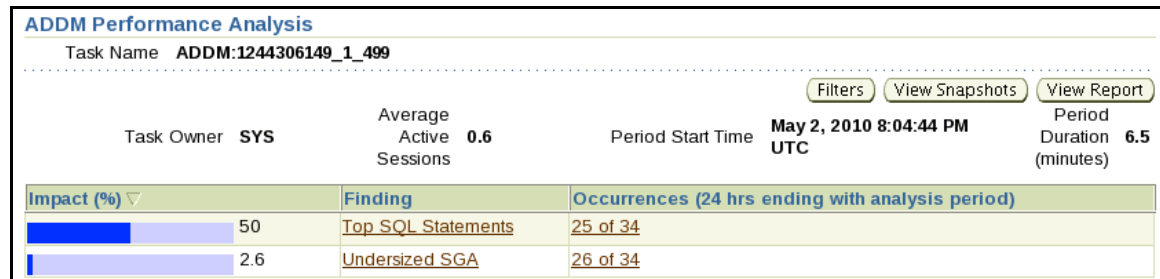 ADDM Performance Analysis
Task Name ADDM:1244306149_1_499
Filters View Snapshots View Report
Task Owner SYS
Average Active Sessions 0.6
Period Start Time May 2, 2010 8:04:44 PM UTC
Period Duration (minutes) 6.5
Impact (%) Finding Occurrences (24 hrs ending with analysis period)
50 Top SQL Statements 25 of 34
2.6 Undersized SGA 26 of 34